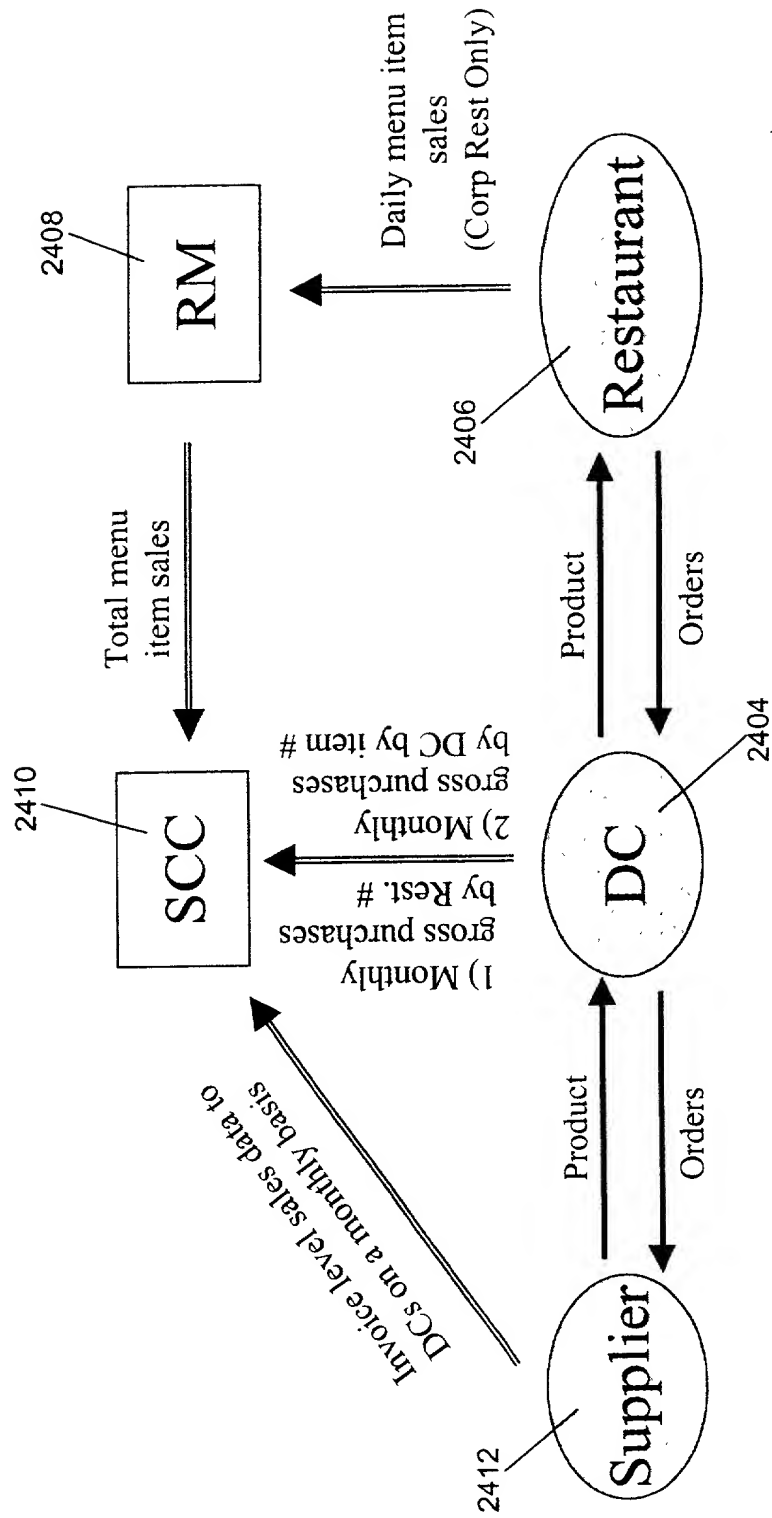 2408
RM
Daily menu item
sales
(Corp Rest Only)
2406
Restaurant
Total menu
item sales
2410
SCC
Product
Orders
2) Monthly
gross purchases
by DC by item #
1) Monthly
gross purchases
by Rest. #
DC
2404
Invoice level sales data to
DCs on a monthly basis
Product
Orders
2412
Supplier